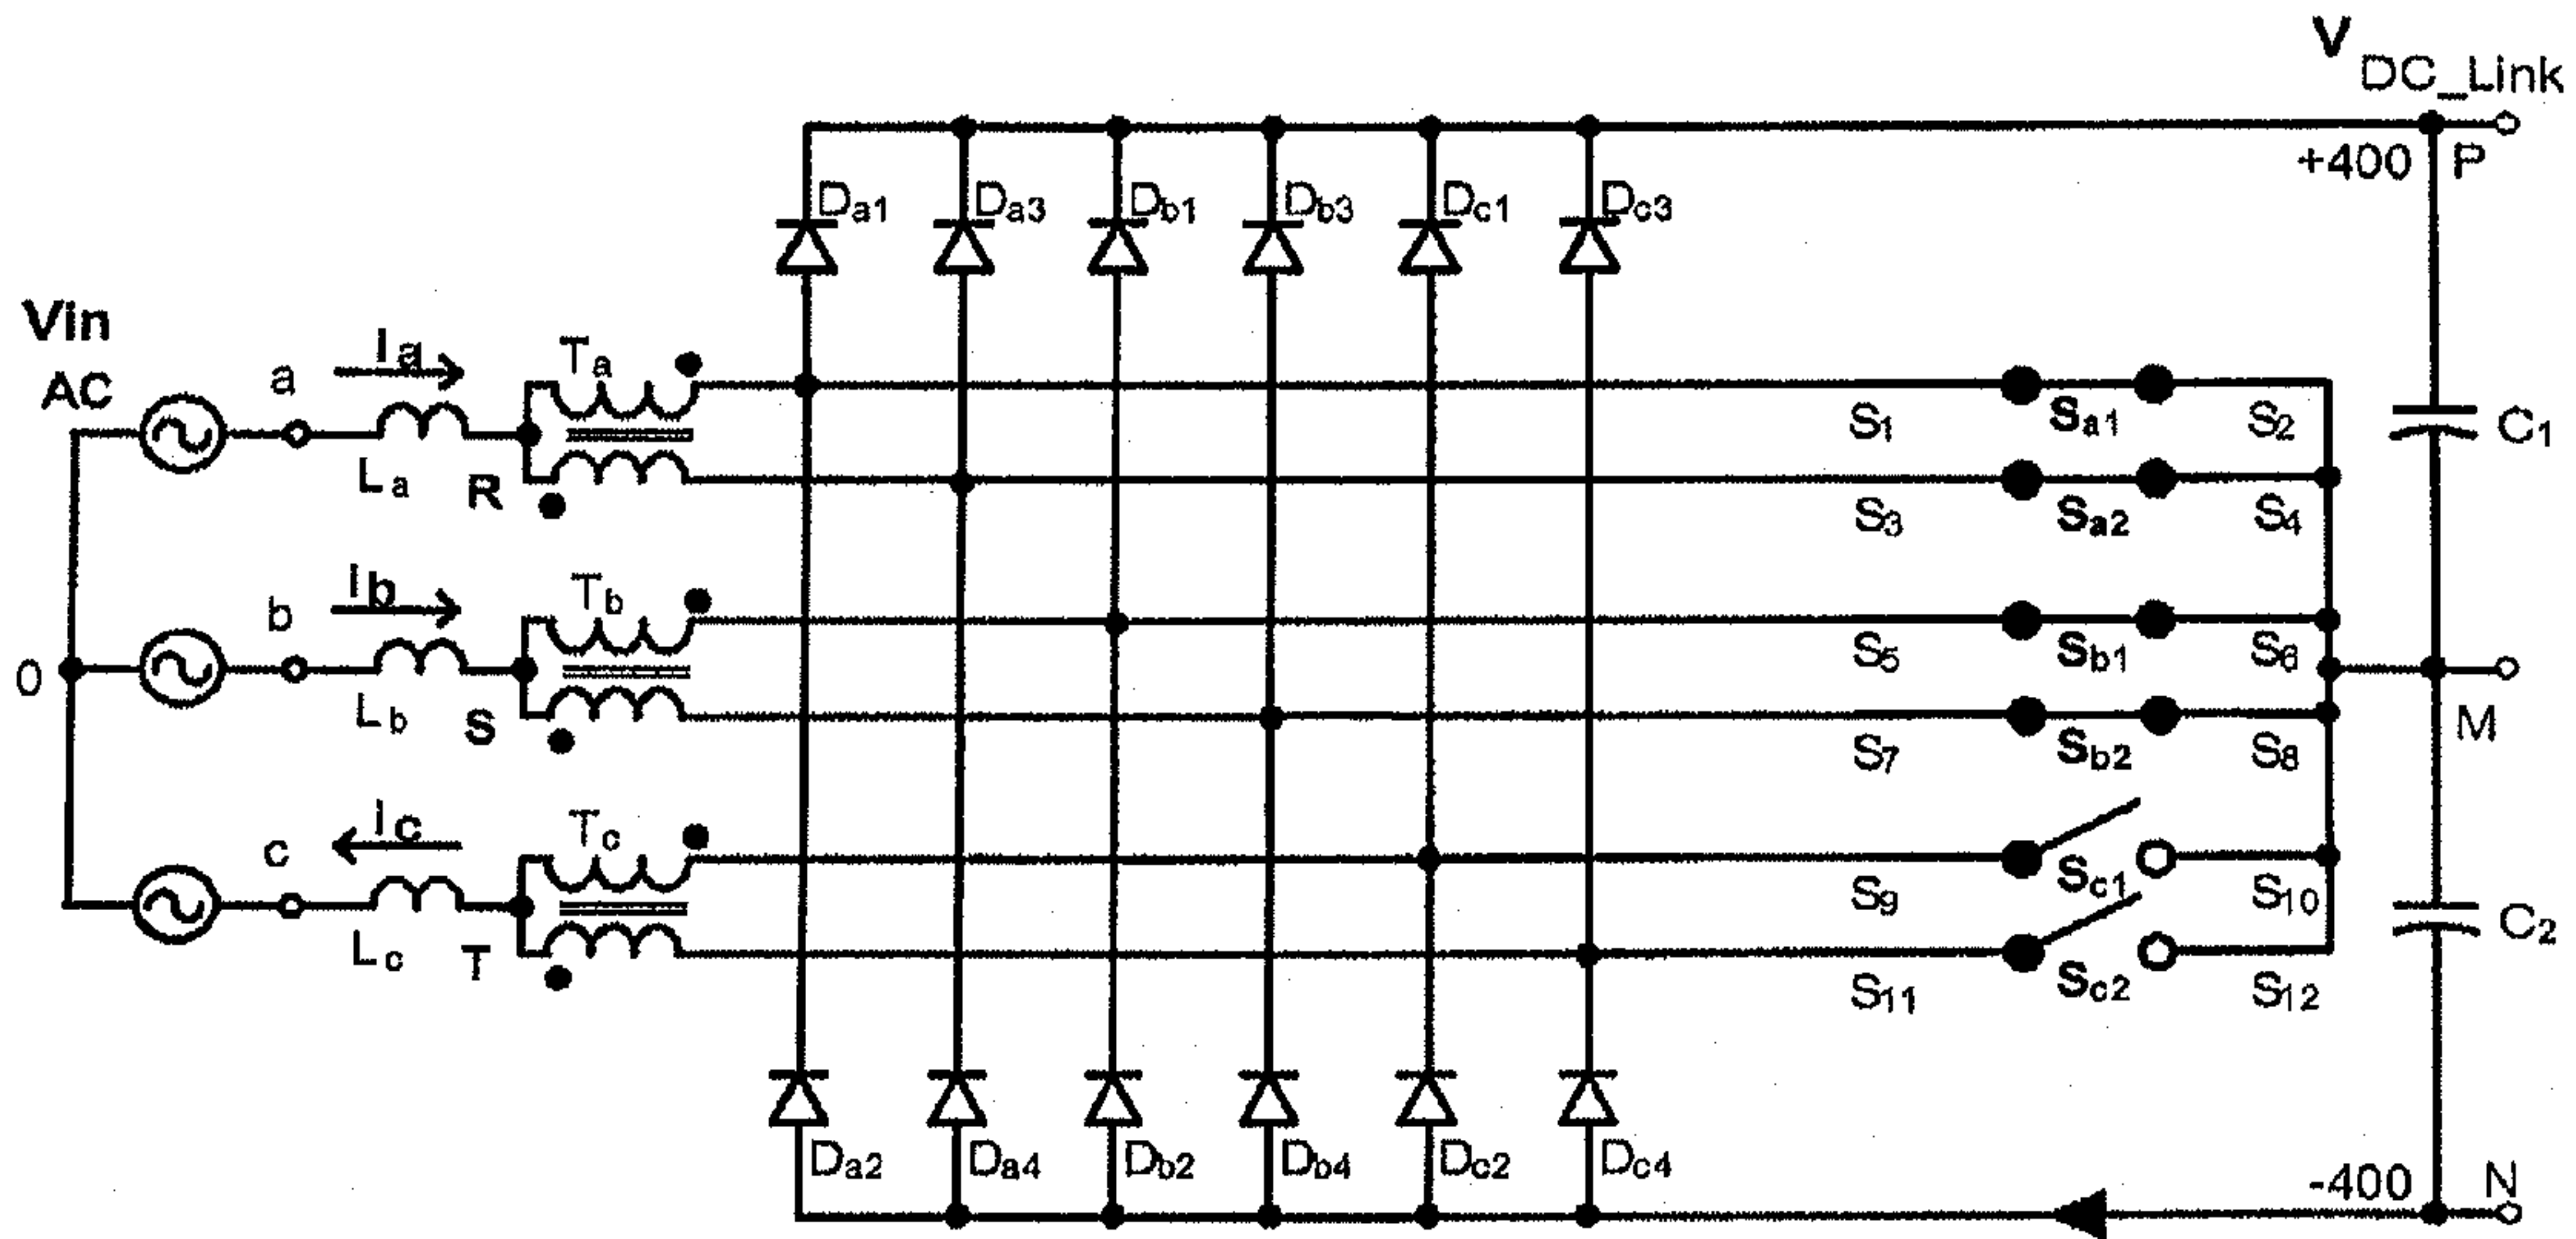 V
DC_Link
+400 P
Da1 Da3 Db1 Db3 Dc1 Dc3
Vin
AC
a Ia Ta
La R
S1 Sa1 S2 C1
S3 Sa2 S4
b Ib Tb
0
Lb S
S5 Sb1 S6
M
S7 Sb2 S8
c Ic Tc
Lc T
S9 Sc1 S10 C2
S11 Sc2 S12
Da2 Da4 Db2 Db4 Dc2 Dc4
-400 N